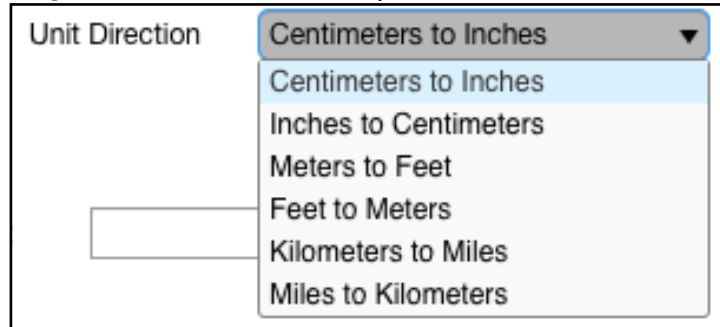 Unit Direction Centimeters to Inches
Centimeters to Inches
Inches to Centimeters
Meters to Feet
Feet to Meters
Kilometers to Miles
Miles to Kilometers